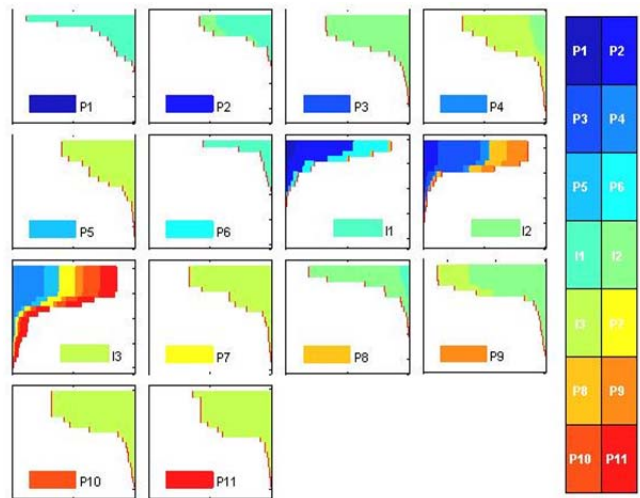 P1 P2 P3 P4
P5 P6 I1 I2
I3 P7 P8 P9
P10 P11
P1 P2
P3 P4
P5 P6
I1 I2
I3 P7
P8 P9
P10 P11